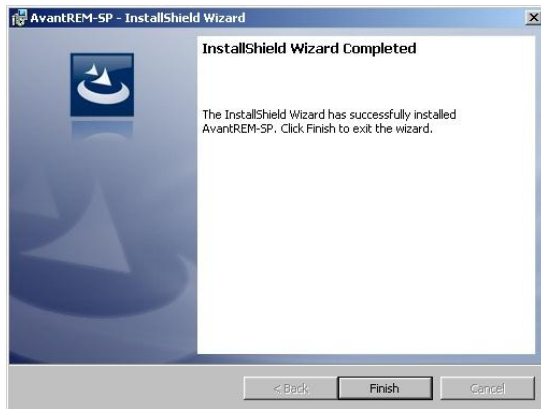 AvantREM-SP - InstallShield Wizard
InstallShield Wizard Completed
The InstallShield Wizard has successfully installed
AvantREM-SP. Click Finish to exit the wizard.
< Back
Finish
Cancel